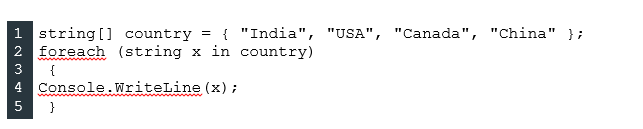 1 string[] country = { "India", "USA", "Canada", "China" };
2 foreach (string x in country)
3 {
4 Console.WriteLine(x);
5 }